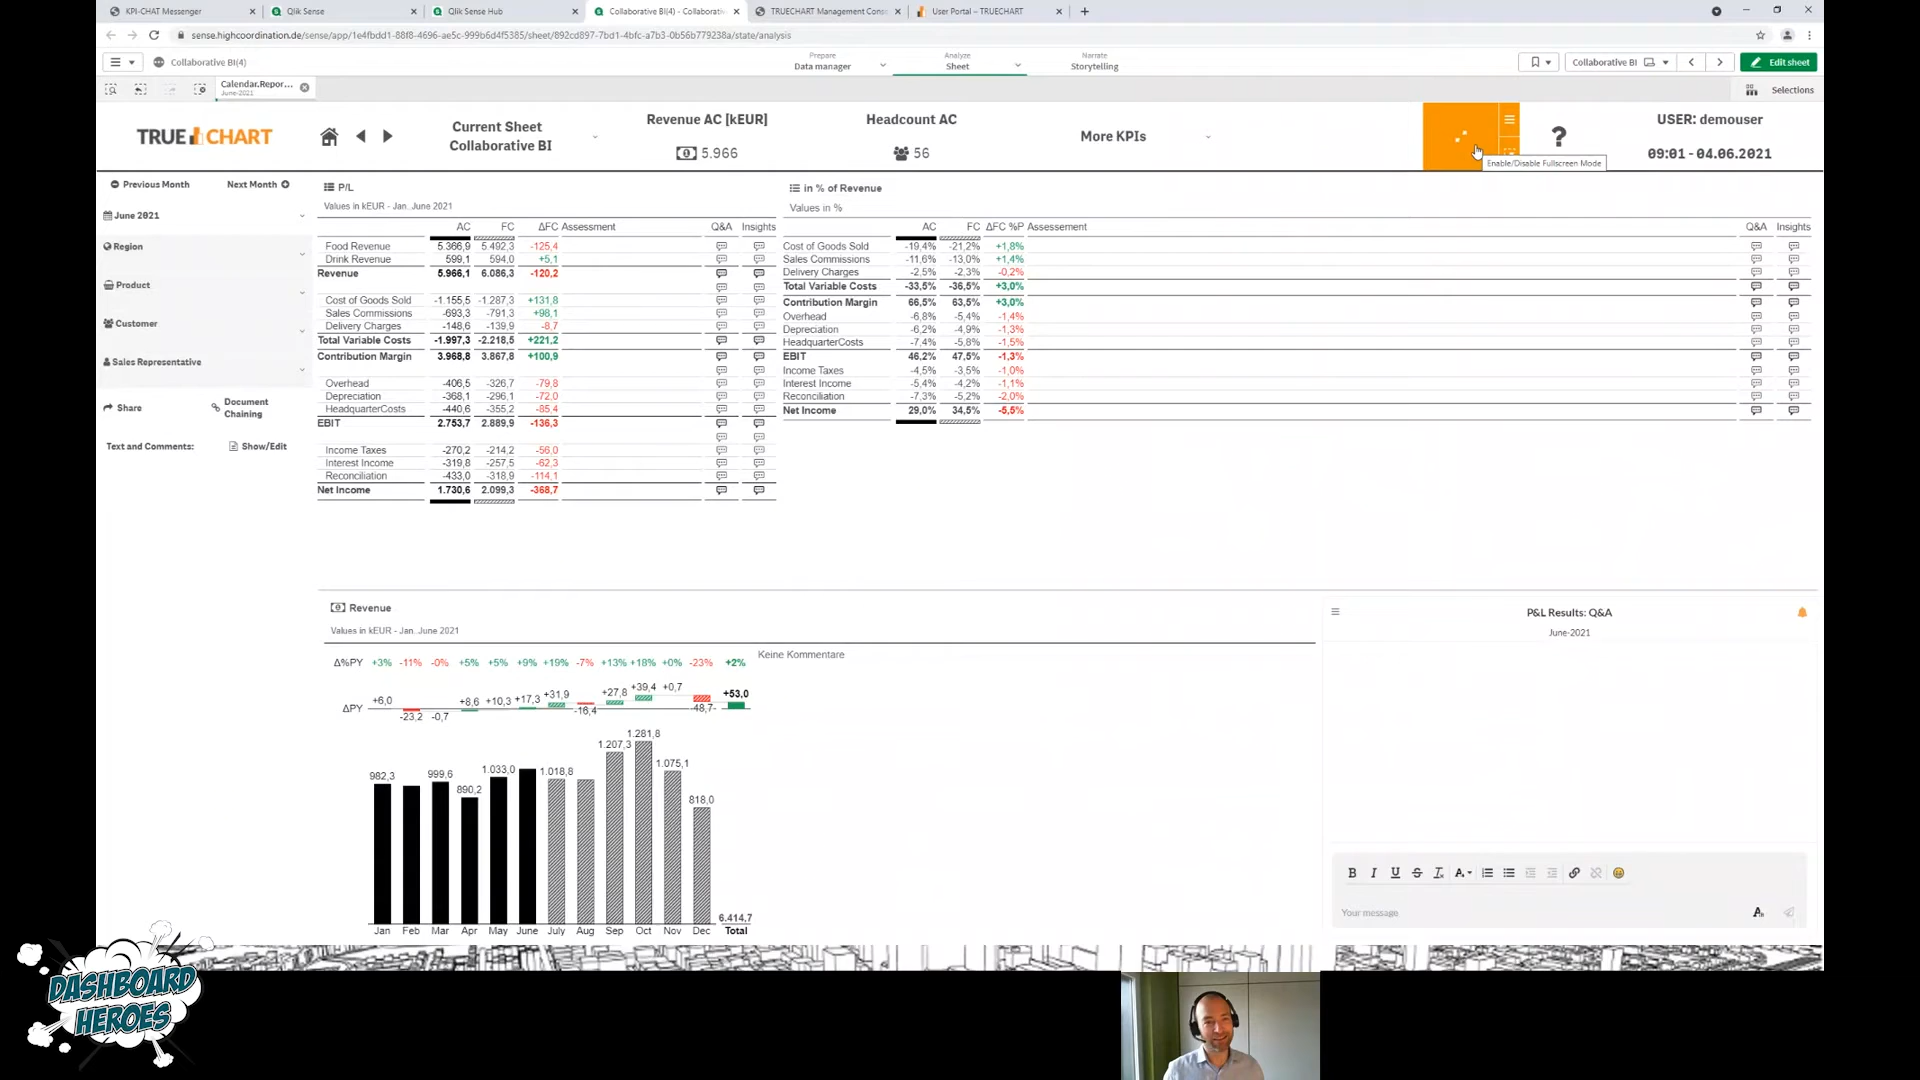 KPI-CHAT Messenger
Qlik Sense
Qlik Sense Hub
Collaborative BI(4) - Collaborativ
TRUECHART Management Cons
User Portal – TRUECHART
sense.highcoordination.de/sense/app/1e4fbdd1-88f8-4696-ae5c-999b6d4f5385/sheet/892cd897-7bd1-4bfc-a7b3-0b56b779238a/state/analysis
Collaborative BI(4)
Prepare
Data manager
Analyze
Sheet
Narrate
Storytelling
Collaborative BI
Edit sheet
Calendar.Repor...
June-2021
Selections
TRUE CHART
Current Sheet
Collaborative BI
Revenue AC [kEUR]
5.966
Headcount AC
56
More KPIs
?
Enable/Disable Fullscreen Mode
USER: demouser
09:01 - 04.06.2021
Previous Month
Next Month
June 2021
Region
Product
Customer
Sales Representative
Share
Document
Chaining
Text and Comments:
Show/Edit
P/L
Values in kEUR - Jan..June 2021
AC FC ΔFC Assessment Q&A Insights
Food Revenue 5.366,9 5.492,3 -125,4
Drink Revenue 599,1 594,0 +5,1
Revenue 5.966,1 6.086,3 -120,2
Cost of Goods Sold -1.155,5 -1.287,3 +131,8
Sales Commissions -693,3 -791,3 +98,1
Delivery Charges -148,6 -139,9 -8,7
Total Variable Costs -1.997,3 -2.218,5 +221,2
Contribution Margin 3.968,8 3.867,8 +100,9
Overhead -406,5 -326,7 -79,8
Depreciation -368,1 -296,1 -72,0
HeadquarterCosts -440,6 -355,2 -85,4
EBIT 2.753,7 2.889,9 -136,3
Income Taxes -270,2 -214,2 -56,0
Interest Income -319,8 -257,5 -62,3
Reconciliation -433,0 -318,9 -114,1
Net Income 1.730,6 2.099,3 -368,7
in % of Revenue
Values in %
AC FC ΔFC %P Assessement Q&A Insights
Cost of Goods Sold -19,4% -21,2% +1,8%
Sales Commissions -11,6% -13,0% +1,4%
Delivery Charges -2,5% -2,3% -0,2%
Total Variable Costs -33,5% -36,5% +3,0%
Contribution Margin 66,5% 63,5% +3,0%
Overhead -6,8% -5,4% -1,4%
Depreciation -6,2% -4,9% -1,3%
HeadquarterCosts -7,4% -5,8% -1,5%
EBIT 46,2% 47,5% -1,3%
Income Taxes -4,5% -3,5% -1,0%
Interest Income -5,4% -4,2% -1,1%
Reconciliation -7,3% -5,2% -2,0%
Net Income 29,0% 34,5% -5,5%
Revenue
Values in kEUR - Jan..June 2021
Δ%PY +3% -11% -0% +5% +5% +9% +19% -7% +13% +18% +0% -23% +2%
Keine Kommentare
ΔPY +6,0 -23,2 -0,7 +8,6 +10,3 +17,3 +31,9 -16,4 +27,8 +39,4 +0,7 -48,7 +53,0
982,3 999,6 890,2 1.033,0 1.018,8 1.207,3 1.281,8 1.075,1 818,0 6.414,7
Jan Feb Mar Apr May June July Aug Sep Oct Nov Dec Total
P&L Results: Q&A
June-2021
B I U S Tx A
Your message
A
DASHBOARD
HEROES